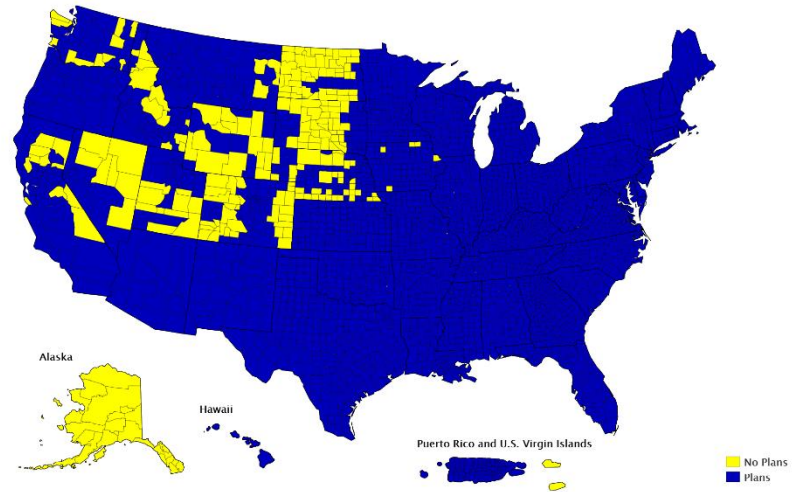 Alaska
Hawaii
Puerto Rico and U.S. Virgin Islands
No Plans
Plans